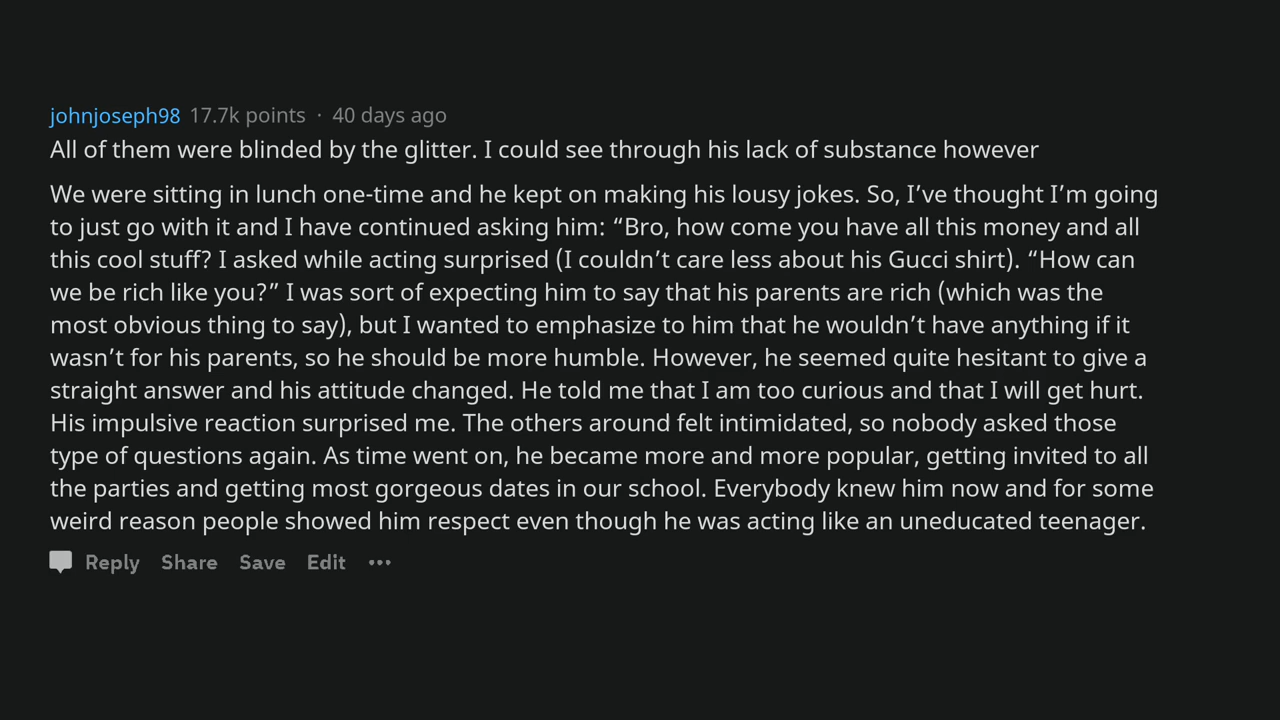 johnjoseph98 17.7k points · 40 days ago
All of them were blinded by the glitter. I could see through his lack of substance however
We were sitting in lunch one-time and he kept on making his lousy jokes. So, I’ve thought I’m going
to just go with it and I have continued asking him: “Bro, how come you have all this money and all
this cool stuff? I asked while acting surprised (I couldn’t care less about his Gucci shirt). “How can
we be rich like you?” I was sort of expecting him to say that his parents are rich (which was the
most obvious thing to say), but I wanted to emphasize to him that he wouldn’t have anything if it
wasn’t for his parents, so he should be more humble. However, he seemed quite hesitant to give a
straight answer and his attitude changed. He told me that I am too curious and that I will get hurt.
His impulsive reaction surprised me. The others around felt intimidated, so nobody asked those
type of questions again. As time went on, he became more and more popular, getting invited to all
the parties and getting most gorgeous dates in our school. Everybody knew him now and for some
weird reason people showed him respect even though he was acting like an uneducated teenager.
Reply Share Save Edit •••